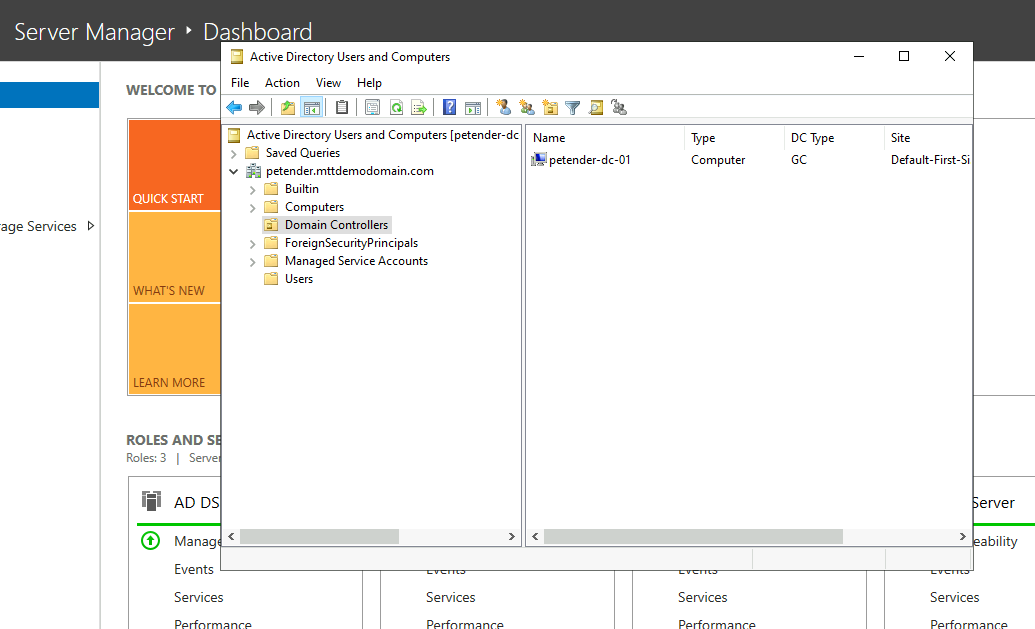 Server Manager ‣ Dashboard
Active Directory Users and Computers
File Action View Help
WELCOME TO
QUICK START
WHAT'S NEW
LEARN MORE
rage Services
Active Directory Users and Computers [petender-dc
Saved Queries
petender.mttdemodomain.com
Builtin
Computers
Domain Controllers
ForeignSecurityPrincipals
Managed Service Accounts
Users
Name Type DC Type Site
petender-dc-01 Computer GC Default-First-Si
ROLES AND SE
Roles: 3 | Server
AD DS
Server
Manage
eability
Events Events Events Events
Services Services Services Services
Performance Performance Performance Performance